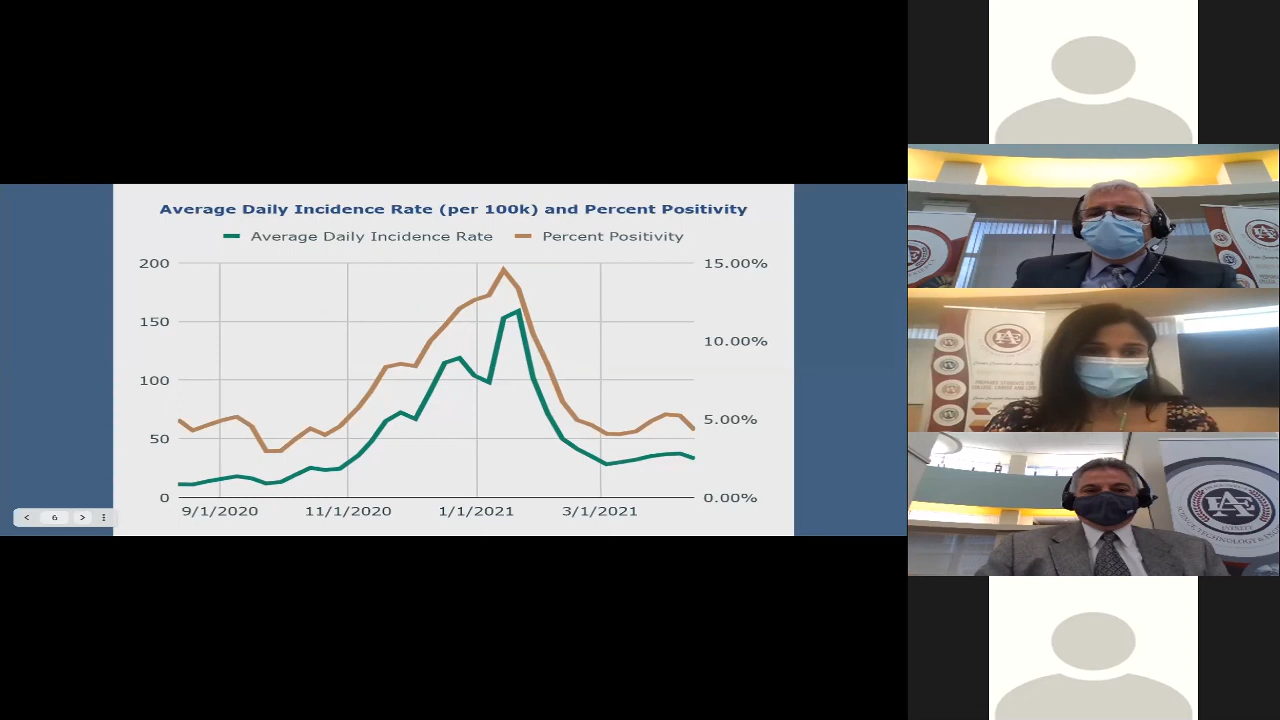 Average Daily Incidence Rate (per 100k) and Percent Positivity
Average Daily Incidence Rate Percent Positivity
200 15.00%
150
10.00%
100
5.00%
50
0 0.00%
9/1/2020 11/1/2020 1/1/2021 3/1/2021
< 6 >